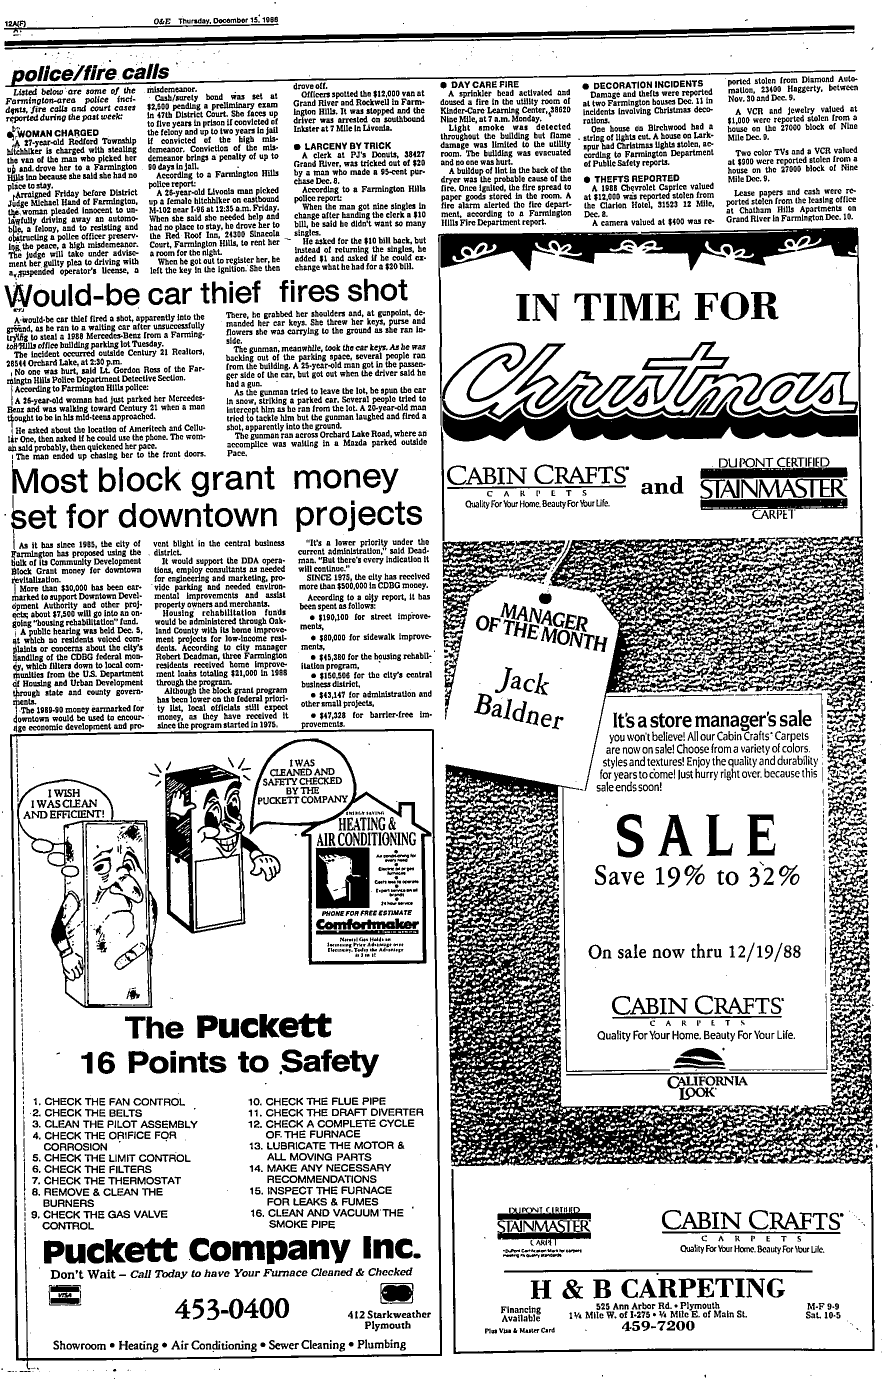 12A(F)
O&E Thursday, December 15, 1988
police/fire calls
Listed below are some of the
Farmington-area police inci-
dents, fire calls and court cases
reported during the past week:
● WOMAN CHARGED
A 27-year-old Redford Township
hitchhiker is charged with stealing
the van of the man who picked her
up and drove her to a Farmington
Hills inn because she said she had no
place to stay.
Arraigned Friday before District
Judge Michael Hand of Farmington,
the woman pleaded innocent to un-
lawfully driving away an automo-
bile, a felony, and to resisting and
obstructing a police officer preserv-
ing the peace, a high misdemeanor.
The judge will take under advise-
ment her guilty plea to driving with
a suspended operator's license, a
misdemeanor.
Cash/surety bond was set at
$2,500 pending a preliminary exam
in 47th District Court. She faces up
to five years in prison if convicted of
the felony and up to two years in jail
if convicted of the high mis-
demeanor. Conviction of the mis-
demeanor brings a penalty of up to
90 days in jail.
According to a Farmington Hills
police report:
A 26-year-old Livonia man picked
up a female hitchhiker on eastbound
M-102 near I-96 at 12:35 a.m. Friday.
When she said she needed help and
had no place to stay, he drove her to
the Red Roof Inn, 24300 Sinacola
Court, Farmington Hills, to rent her
a room for the night.
When he got out to register her, he
left the key in the ignition. She then
drove off.
Officers spotted the $12,000 van at
Grand River and Rockwell in Farm-
ington Hills. It was stopped and the
driver was arrested on southbound
Inkster at 7 Mile in Livonia.
● LARCENY BY TRICK
A clerk at PJ's Donuts, 38427
Grand River, was tricked out of $20
by a man who made a 95-cent pur-
chase Dec. 8.
According to a Farmington Hills
police report:
When the man got nine singles in
change after handing the clerk a $10
bill, he said he didn't want so many
singles.
He asked for the $10 bill back, but
instead of returning the singles, he
added $1 and asked if he could ex-
change what he had for a $20 bill.
● DAY CARE FIRE
A sprinkler head activated and
doused a fire in the utility room of
Kinder-Care Learning Center, 38620
Nine Mile, at 7 a.m. Monday.
Light smoke was detected
throughout the building but flame
damage was limited to the utility
room. The building was evacuated
and no one was hurt.
A buildup of lint in the back of the
dryer was the probable cause of the
fire. Once ignited, the fire spread to
paper goods stored in the room. A
fire alarm alerted the fire depart-
ment, according to a Farmington
Hills Fire Department report.
● DECORATION INCIDENTS
Damage and thefts were reported
at two Farmington houses Dec. 11 in
incidents involving Christmas deco-
rations.
One house on Birchwood had a
string of lights cut. A house on Lark-
spur had Christmas lights stolen, ac-
cording to Farmington Department
of Public Safety reports.
● THEFTS REPORTED
A 1988 Chevrolet Caprice valued
at $12,000 was reported stolen from
the Clarion Hotel, 31525 12 Mile,
Dec. 8.
A camera valued at $400 was re-
ported stolen from Diamond Auto-
mation, 23400 Haggerty, between
Nov. 30 and Dec. 9.
A VCR and jewelry valued at
$1,000 were reported stolen from a
house on the 27000 block of Nine
Mile Dec. 9.
Two color TVs and a VCR valued
at $900 were reported stolen from a
house on the 27000 block of Nine
Mile Dec. 9.
Lease papers and cash were re-
ported stolen from the leasing office
at Chatham Hills Apartments on
Grand River in Farmington Dec. 10.
Would-be car thief fires shot
A would-be car thief fired a shot, apparently into the
ground, as he ran to a waiting car after unsuccessfully
trying to steal a 1988 Mercedes-Benz from a Farming-
ton Hills office building parking lot Tuesday.
The incident occurred outside Century 21 Realtors,
28544 Orchard Lake, at 2:30 p.m.
No one was hurt, said Lt. Gordon Ross of the Far-
mingtn Hills Police Department Detective Section.
According to Farmington Hills police:
A 26-year-old woman had just parked her Mercedes-
Benz and was walking toward Century 21 when a man
thought to be in his mid-teens approached.
He asked about the location of Ameritech and Cellu-
lar One, then asked if he could use the phone. The wom-
an said probably, then quickened her pace.
The man ended up chasing her to the front doors.
There, he grabbed her shoulders and, at gunpoint, de-
manded her car keys. She threw her keys, purse and
flowers she was carrying to the ground as she ran in-
side.
The gunman, meanwhile, took the car keys. As he was
backing out of the parking space, several people ran
from the building. A 25-year-old man got in the passen-
ger side of the car, but got out when the driver said he
had a gun.
As the gunman tried to leave the lot, he spun the car
in snow, striking a parked car. Several people tried to
intercept him as he ran from the lot. A 20-year-old man
tried to tackle him but the gunman laughed and fired a
shot, apparently into the ground.
The gunman ran across Orchard Lake Road, where an
accomplice was waiting in a Mazda parked outside
Pace.
Most block grant money
set for downtown projects
As it has since 1985, the city of
Farmington has proposed using the
bulk of its Community Development
Block Grant money for downtown
revitalization.
More than $30,000 has been ear-
marked to support Downtown Devel-
opment Authority and other proj-
ects; about $7,500 will go into an on-
going "housing rehabilitation" fund.
A public hearing was held Dec. 5,
at which no residents voiced com-
plaints or concerns about the city's
handling of the CDBG federal mon-
ey, which filters down to local com-
munities from the U.S. Department
of Housing and Urban Development
through state and county govern-
ments.
The 1989-90 money earmarked for
downtown would be used to encour-
age economic development and pre-
vent blight in the central business
district.
It would support the DDA opera-
tions, employ consultants as needed
for engineering and marketing, pro-
vide parking and needed environ-
mental improvements and assist
property owners and merchants.
Housing rehabilitation funds
would be administered through Oak-
land County with its home improve-
ment projects for low-income resi-
dents. According to city manager
Robert Deadman, three Farmington
residents received home improve-
ment loans totaling $21,000 in 1988
through the program.
Although the block grant program
has been lower on the federal priori-
ty list, local officials still expect
money, as they have received it
since the program started in 1975.
"It's a lower priority under the
current administration," said Dead-
man. "But there's every indication it
will continue."
SINCE 1975, the city has received
more than $500,000 in CDBG money.
According to a city report, it has
been spent as follows:
● $190,100 for street improve-
ments,
● $80,000 for sidewalk improve-
ments,
● $45,380 for the housing rehabil-
itation program,
● $150,506 for the city's central
business district,
● $43,147 for administration and
other small projects,
● $47,328 for barrier-free im-
provements.
IN TIME FOR
Christmas
CABIN CRAFTS®
CARPETS
Quality For Your Home. Beauty For Your Life.
and
DUPONT CERTIFIED
STAINMASTER
CARPET
MANAGER
OF THE MONTH
Jack
Baldner
It's a store manager's sale
you won't believe! All our Cabin Crafts® Carpets
are now on sale! Choose from a variety of colors,
styles and textures! Enjoy the quality and durability
for years to come! Just hurry right over, because this
sale ends soon!
SALE
Save 19% to 32%
On sale now thru 12/19/88
CABIN CRAFTS®
CARPETS
Quality For Your Home. Beauty For Your Life.
CALIFORNIA
LOOK
DUPONT CERTIFIED
STAINMASTER
CARPET
*DuPont Certification Mark for carpets
meeting its quality standards
CABIN CRAFTS®
CARPETS
Quality For Your Home. Beauty For Your Life.
H & B CARPETING
Financing
Available
Plus Visa & Master Card
525 Ann Arbor Rd. • Plymouth
1¼ Mile W. of I-275 • ¼ Mile E. of Main St.
459-7200
M-F 9-9
Sat. 10-5
I WISH
I WAS CLEAN
AND EFFICIENT!
I WAS
CLEANED AND
SAFETY CHECKED
BY THE
PUCKETT COMPANY
ENERGY SAVING
HEATING &
AIR CONDITIONING
Air conditioning for
every need
Electric oil or gas
furnaces
Costs less to operate
Expert service on all
brands
24 hour service
PHONE FOR FREE ESTIMATE
Comfortmaker
Natural Gas Holds an
Increasing Price Advantage over
Electricity. Today the Advantage
is 3 to 1!
The Puckett
16 Points to Safety
1. CHECK THE FAN CONTROL
2. CHECK THE BELTS
3. CLEAN THE PILOT ASSEMBLY
4. CHECK THE ORIFICE FOR
CORROSION
5. CHECK THE LIMIT CONTROL
6. CHECK THE FILTERS
7. CHECK THE THERMOSTAT
8. REMOVE & CLEAN THE
BURNERS
9. CHECK THE GAS VALVE
CONTROL
10. CHECK THE FLUE PIPE
11. CHECK THE DRAFT DIVERTER
12. CHECK A COMPLETE CYCLE
OF THE FURNACE
13. LUBRICATE THE MOTOR &
ALL MOVING PARTS
14. MAKE ANY NECESSARY
RECOMMENDATIONS
15. INSPECT THE FURNACE
FOR LEAKS & FUMES
16. CLEAN AND VACUUM THE
SMOKE PIPE
Puckett Company Inc.
Don't Wait – Call Today to have Your Furnace Cleaned & Checked
VISA
453-0400
412 Starkweather
Plymouth
Showroom • Heating • Air Conditioning • Sewer Cleaning • Plumbing